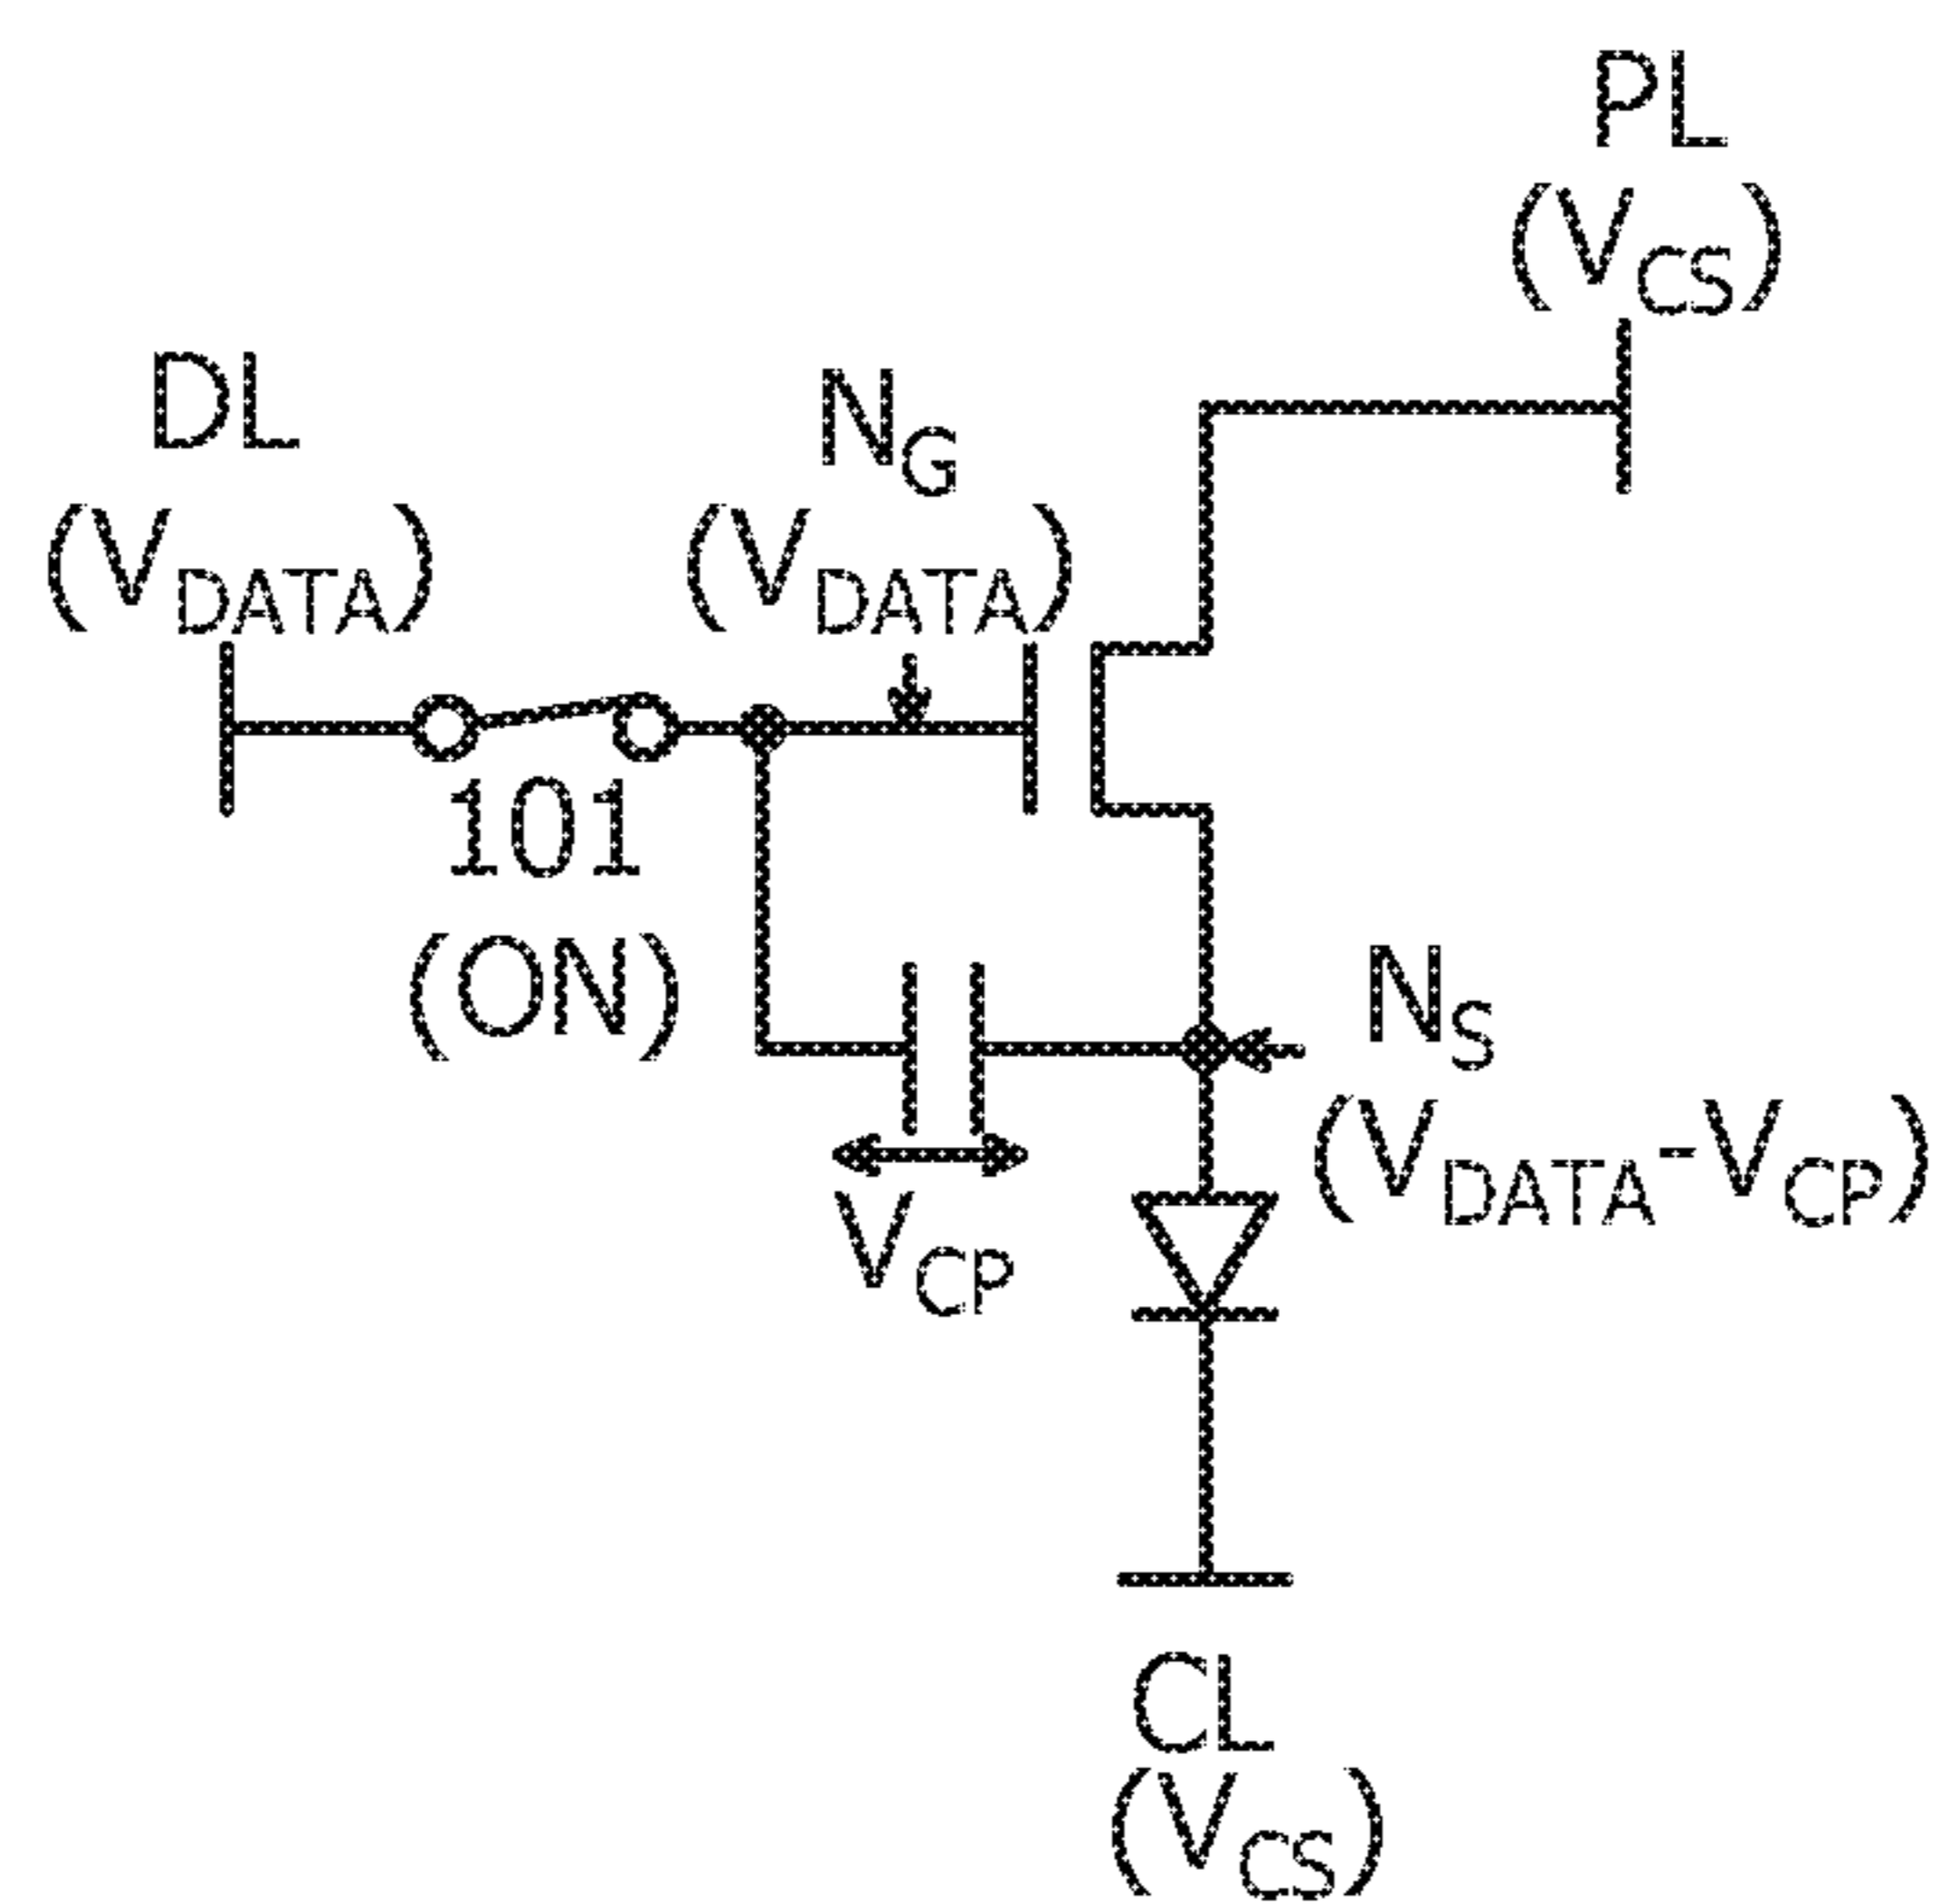 PL
(VCS)
DL
(VDATA)
NG
(VDATA)
101
(ON)
NS
(VDATA-VCP)
VCP
CL
(VCS)